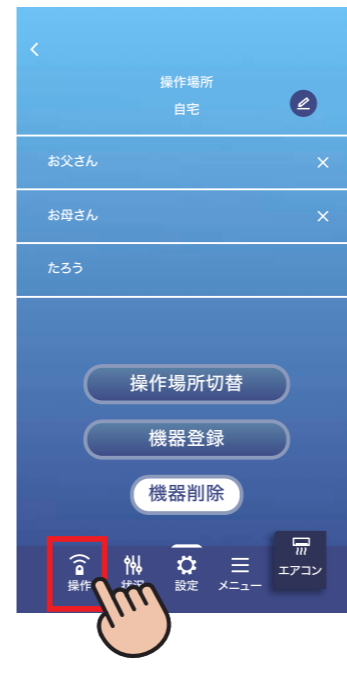 操作場所
自宅
お父さん
お母さん
たろう
操作場所切替
機器登録
機器削除
操作
設定
メニュー
エアコン